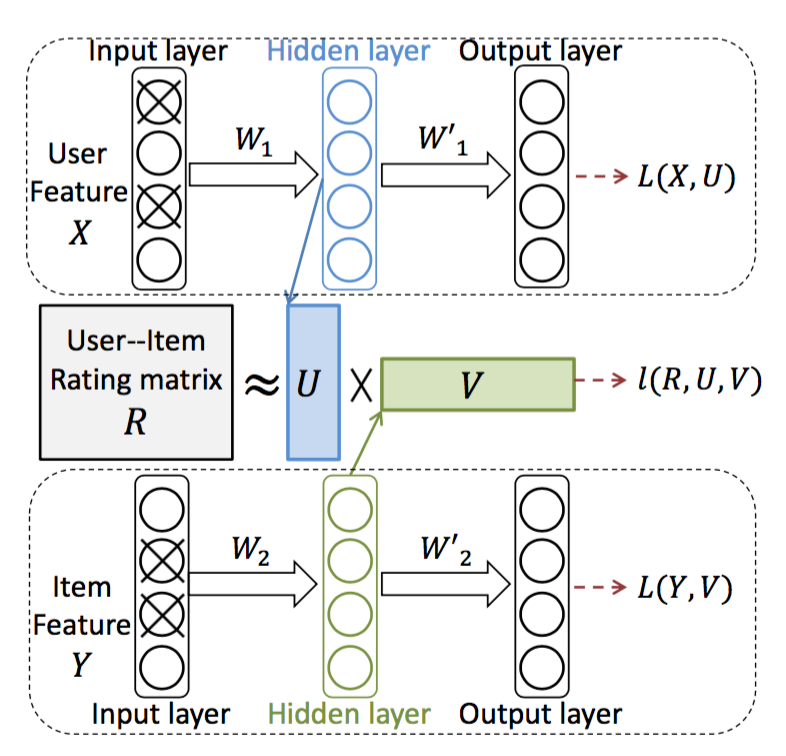 Input layer Hidden layer Output layer
User
Feature
X
W₁
W′₁
L(X, U)
User--Item
Rating matrix
R
≈
U
×
V
l(R, U, V)
Item
Feature
Y
W₂
W′₂
L(Y, V)
Input layer Hidden layer Output layer